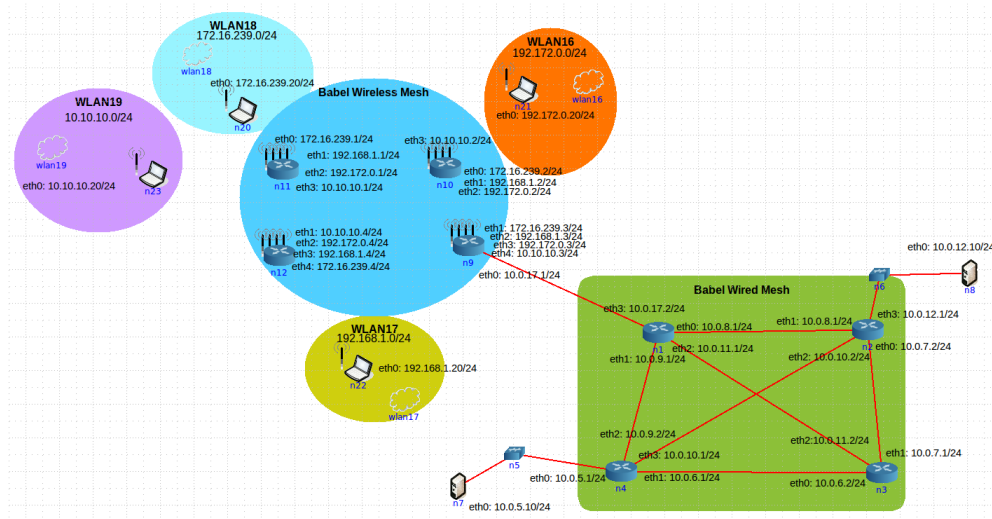 WLAN18
172.16.239.0/24
wlan18
eth0: 172.16.239.20/24
n20
WLAN16
192.172.0.0/24
n21
wlan16
eth0: 192.172.0.20/24
WLAN19
10.10.10.0/24
wlan19
eth0: 10.10.10.20/24
n23
Babel Wireless Mesh
eth0: 172.16.239.1/24
eth1: 192.168.1.1/24
eth2: 192.172.0.1/24
eth3: 10.10.10.1/24
n11
eth3: 10.10.10.2/24
eth0: 172.16.239.2/24
eth1: 192.168.1.2/24
eth2: 192.172.0.2/24
n10
eth1: 10.10.10.4/24
eth2: 192.172.0.4/24
eth3: 192.168.1.4/24
eth4: 172.16.239.4/24
n12
eth1: 172.16.239.3/24
eth2: 192.168.1.3/24
eth3: 192.172.0.3/24
eth4: 10.10.10.3/24
n9
eth0: 10.0.17.1/24
WLAN17
192.168.1.0/24
eth0: 192.168.1.20/24
n22
wlan17
eth0: 10.0.12.10/24
n6
n8
Babel Wired Mesh
eth3: 10.0.17.2/24
eth0: 10.0.8.1/24
n1
eth2: 10.0.11.1/24
eth1: 10.0.9.1/24
eth3: 10.0.12.1/24
eth1: 10.0.8.1/24
n2
eth0: 10.0.7.2/24
eth2: 10.0.10.2/24
eth2: 10.0.9.2/24
eth3: 10.0.10.1/24
eth0: 10.0.5.1/24
n4
eth1: 10.0.6.1/24
eth2:10.0.11.2/24
eth1: 10.0.7.1/24
eth0: 10.0.6.2/24
n3
n5
n7
eth0: 10.0.5.10/24